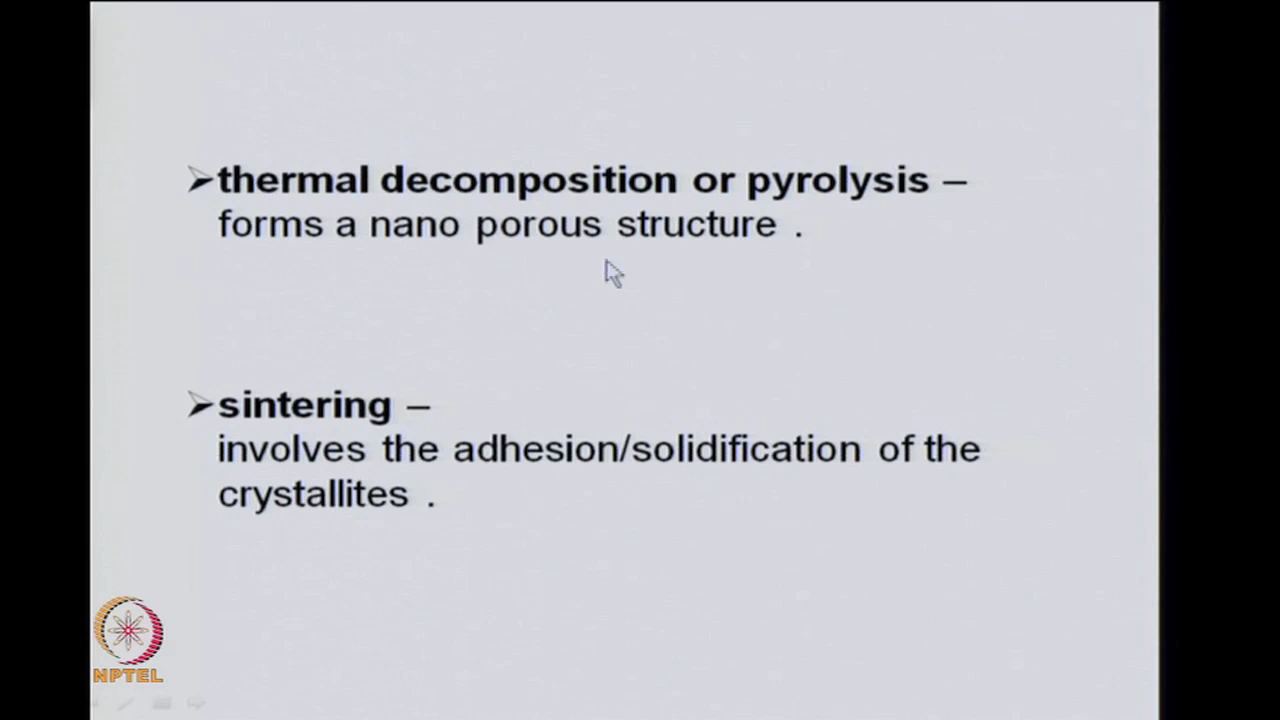 ➢thermal decomposition or pyrolysis –
forms a nano porous structure .
➢sintering –
involves the adhesion/solidification of the
crystallites .
NPTEL